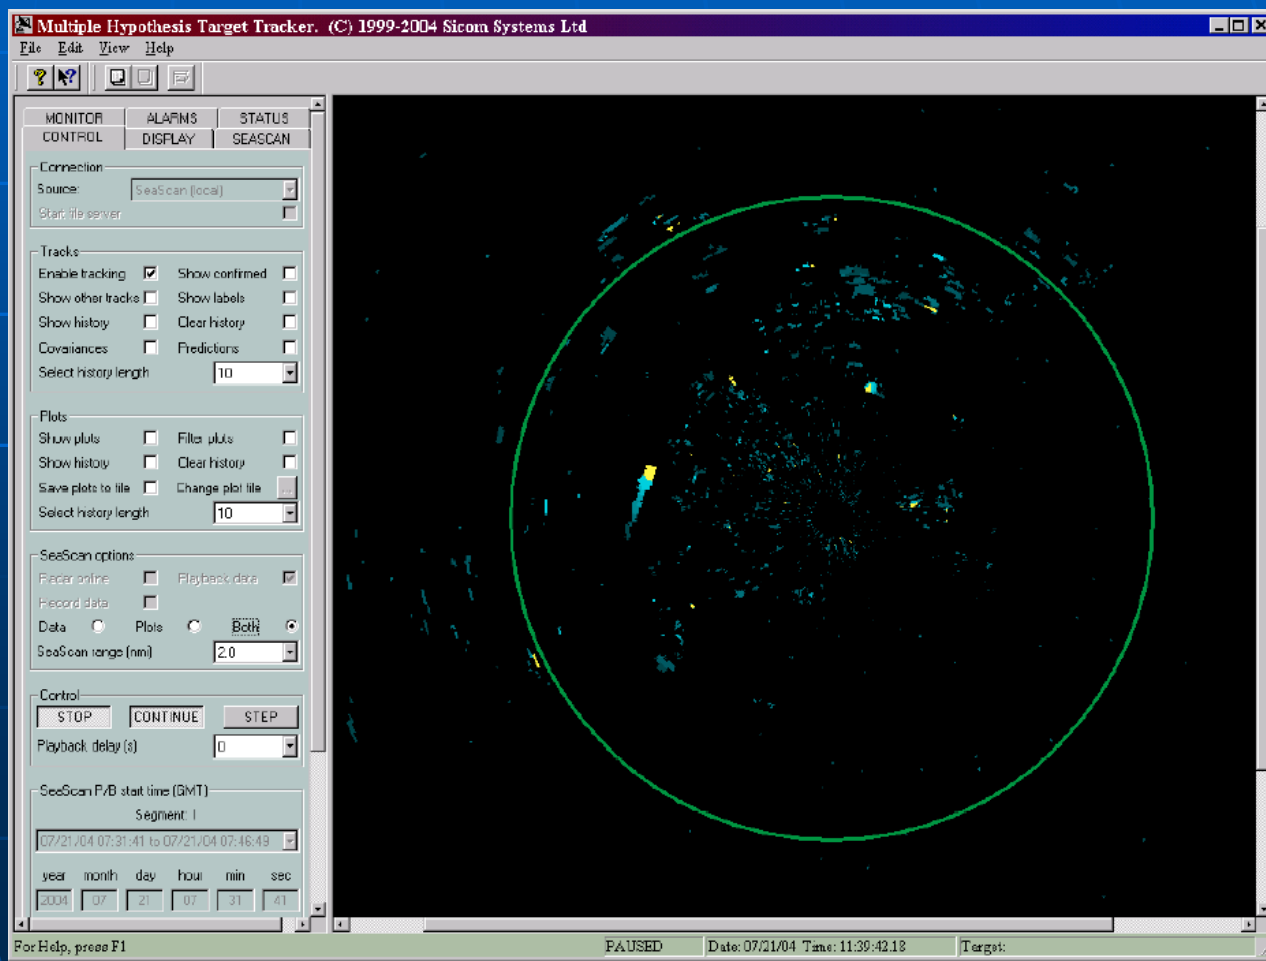 Multiple Hypothesis Target Tracker. (C) 1999-2004 Sicom Systems Ltd
File Edit View Help
MONITOR ALARMS STATUS
CONTROL DISPLAY SEASCAN
Connection
Source: SeaScan (local)
Start file server
Tracks
Enable tracking Show confirmed
Show other tracks Show labels
Show history Clear history
Covariances Predictions
Select history length 10
Plots
Show plots Filter plots
Show history Clear history
Save plots to file Change plot file ...
Select history length 10
SeaScan options
Radar online Playback data
Record data
Data Plots Both
SeaScan range (nmi) 2.0
Control
STOP CONTINUE STEP
Playback delay (s) 0
SeaScan P/B start time (GMT)
Segment: 1
07/21/04 07:31:41 to 07/21/04 07:46:49
year month day hour min sec
2004 07 21 07 31 41
For Help, press F1 PAUSED Date: 07/21/04 Time: 11:39:42.18 Target: